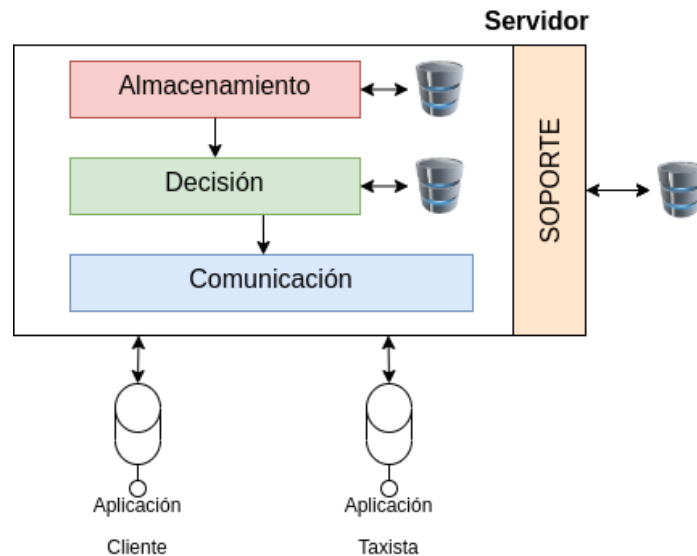 Servidor
Almacenamiento
Decisión
Comunicación
SOPORTE
Aplicación
Cliente
Aplicación
Taxista